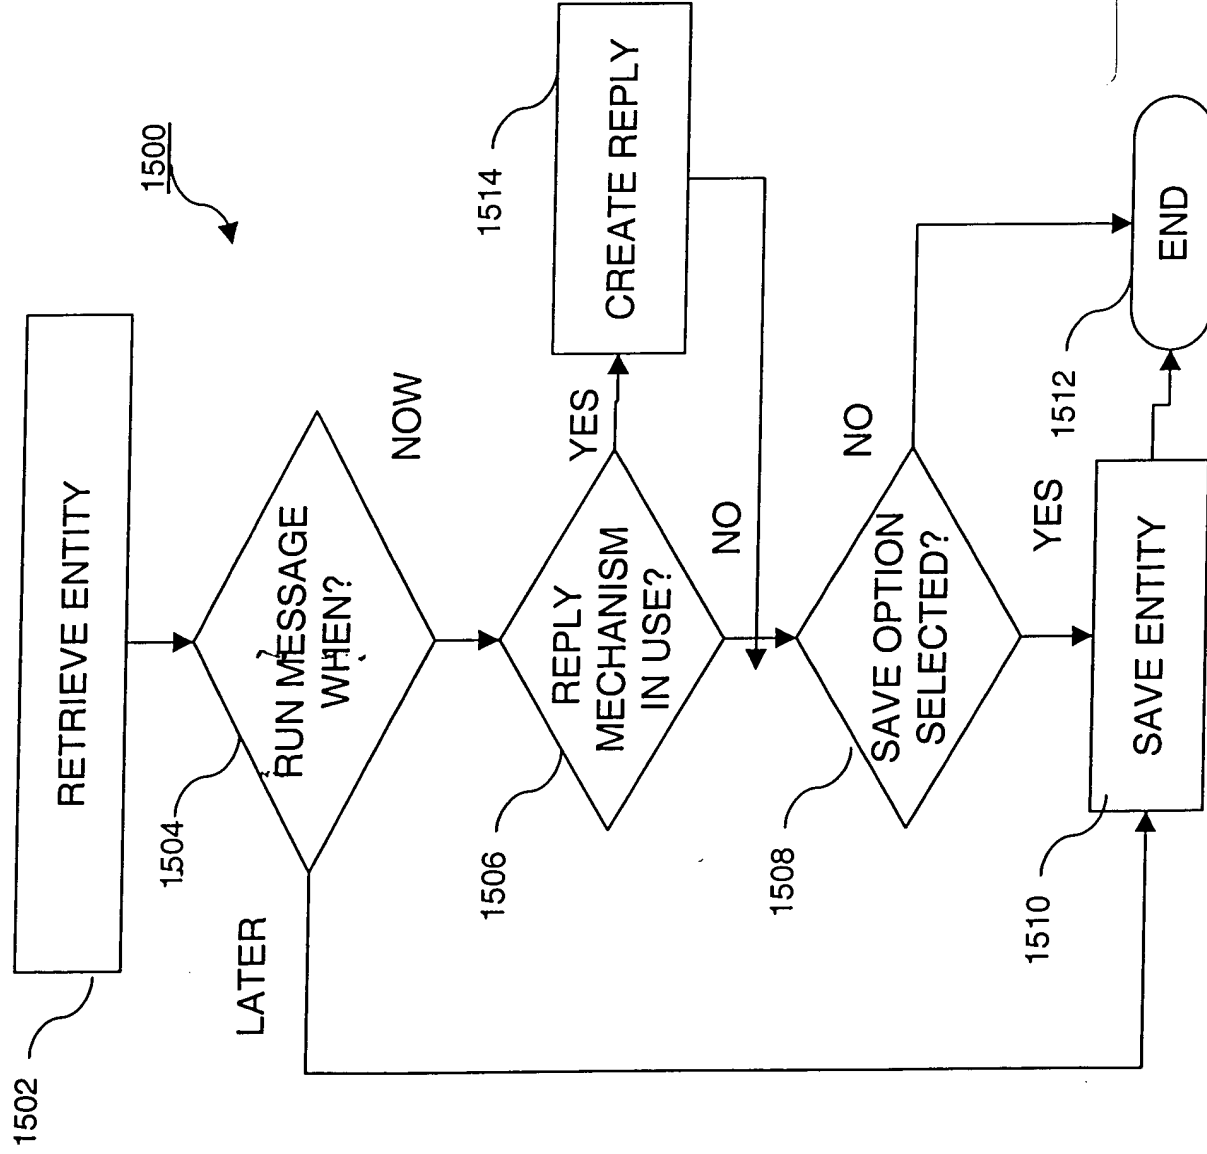 1500
1502
RETRIEVE ENTITY
1504
RUN MESSAGE
WHEN?
LATER
NOW
1506
REPLY
MECHANISM
IN USE?
YES
NO
1514
CREATE REPLY
1508
SAVE OPTION
SELECTED?
NO
YES
1510
SAVE ENTITY
1512
END